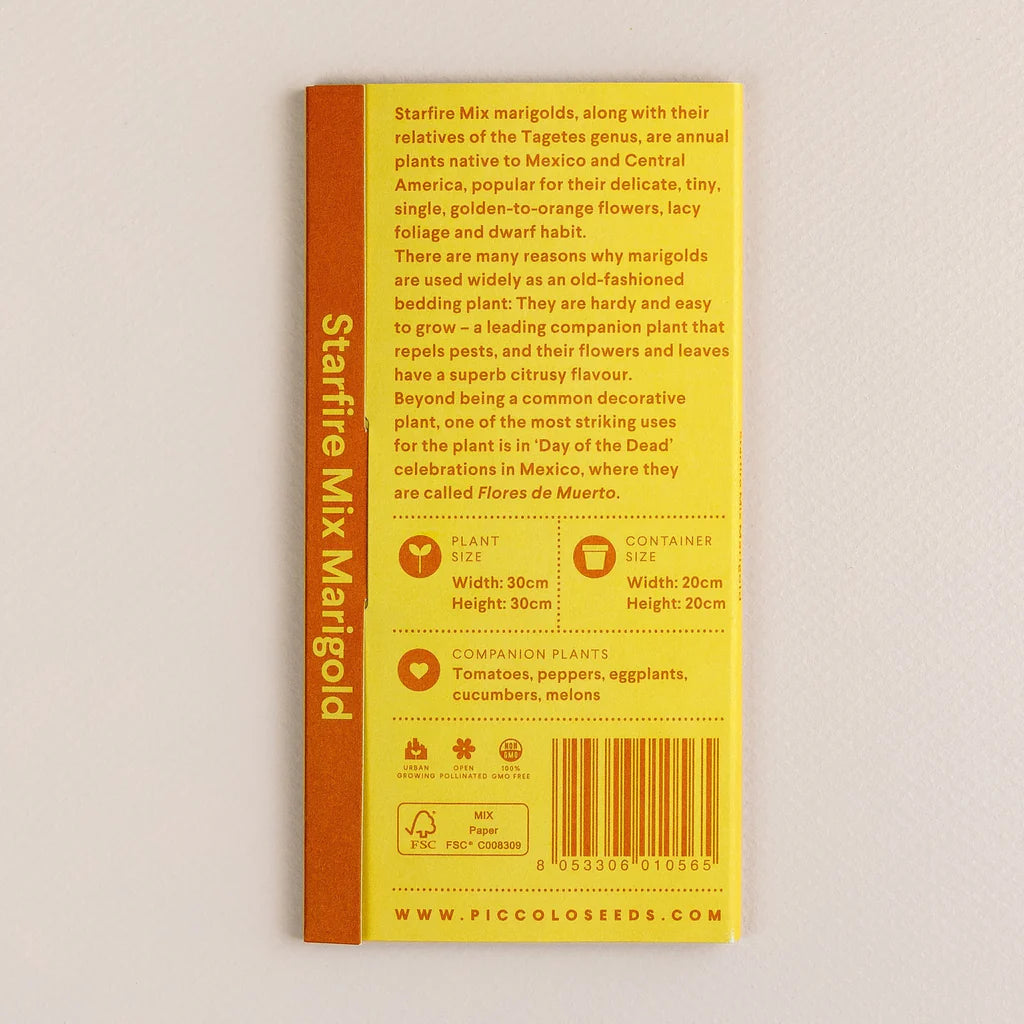 Starfire Mix Marigold
Starfire Mix marigolds, along with their
relatives of the Tagetes genus, are annual
plants native to Mexico and Central
America, popular for their delicate, tiny,
single, golden-to-orange flowers, lacy
foliage and dwarf habit.
There are many reasons why marigolds
are used widely as an old-fashioned
bedding plant: They are hardy and easy
to grow – a leading companion plant that
repels pests, and their flowers and leaves
have a superb citrusy flavour.
Beyond being a common decorative
plant, one of the most striking uses
for the plant is in ‘Day of the Dead’
celebrations in Mexico, where they
are called Flores de Muerto.
PLANT
SIZE
Width: 30cm
Height: 30cm
CONTAINER
SIZE
Width: 20cm
Height: 20cm
COMPANION PLANTS
Tomatoes, peppers, eggplants,
cucumbers, melons
URBAN
GROWING
OPEN
POLLINATED
NON
GMO
100%
GMO FREE
FSC
MIX
Paper
FSC® C008309
8 053306 010565
WWW.PICCOLOSEEDS.COM